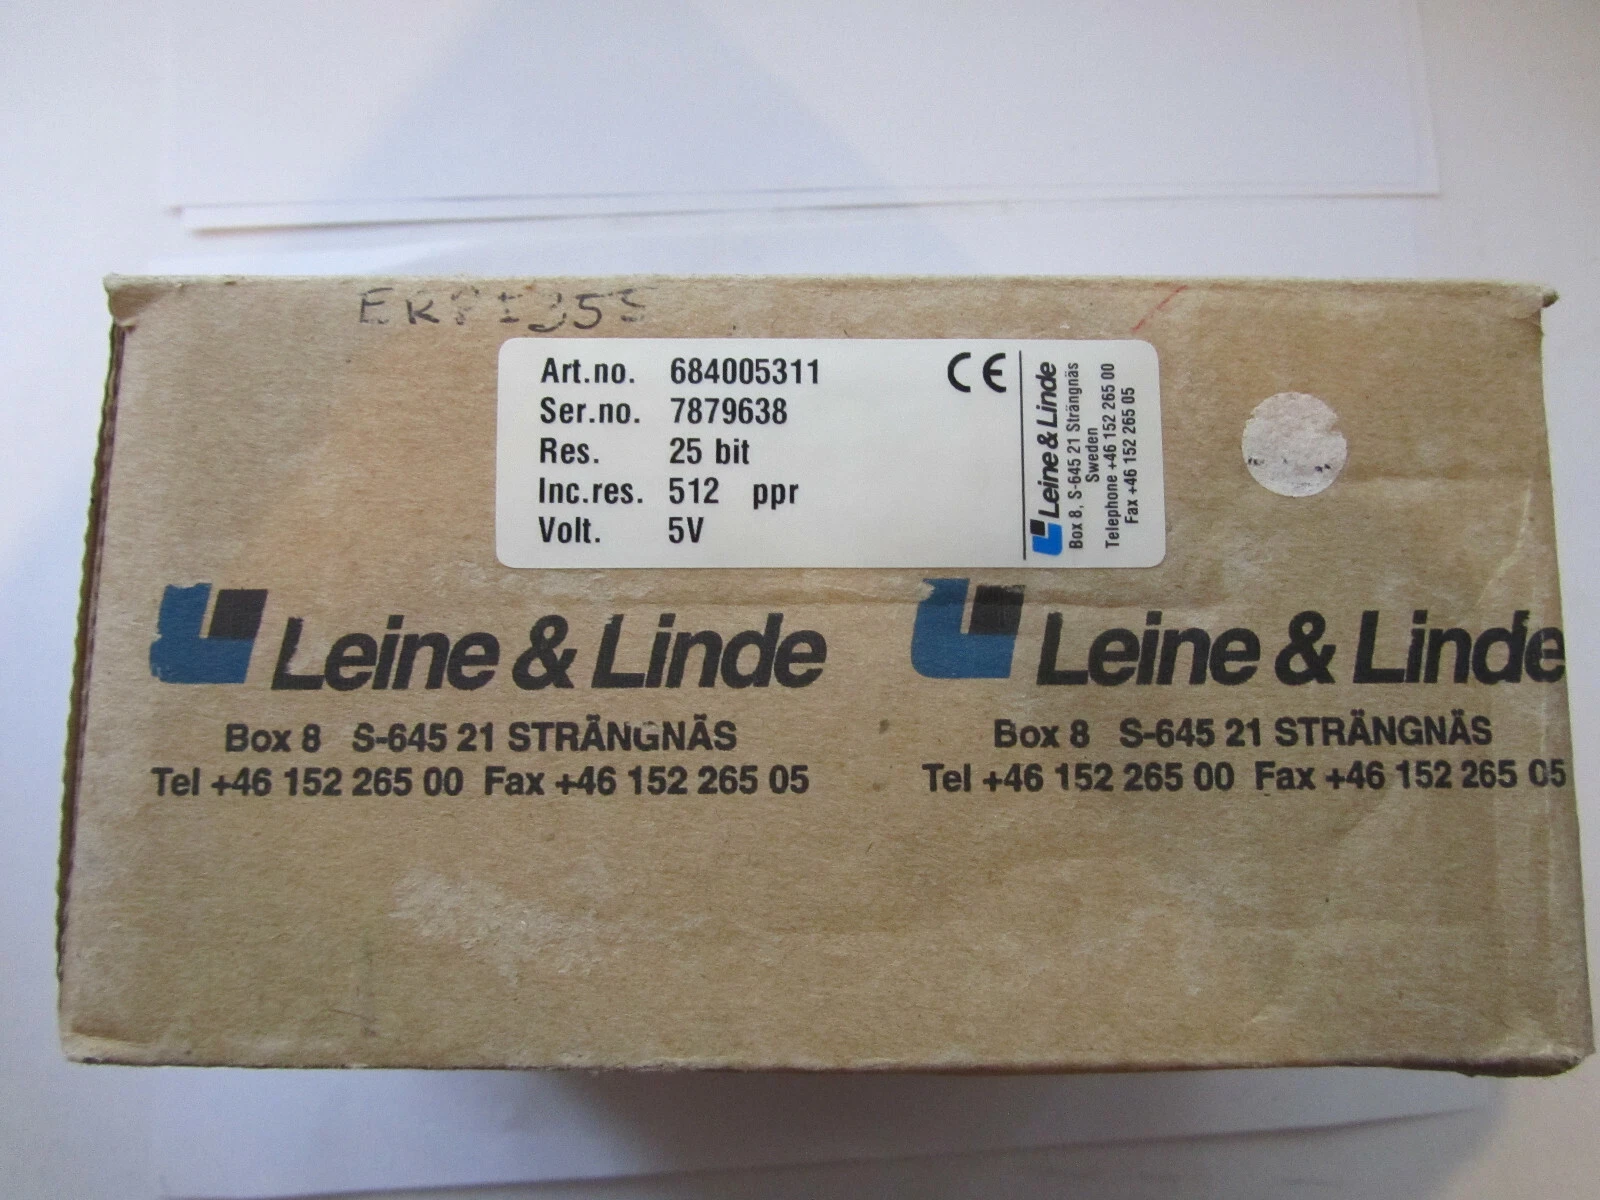 Art.no. 684005311
Ser.no. 7879638
Res. 25 bit
Inc.res. 512 ppr
Volt. 5V
CE
Leine & Linde
Box 8, S-645 21 Strängnäs
Sweden
Telephone +46 152 265 00
Fax +46 152 265 05
Leine & Linde
Box 8 S-645 21 STRÄNGNÄS
Tel +46 152 265 00 Fax +46 152 265 05
Leine & Linde
Box 8 S-645 21 STRÄNGNÄS
Tel +46 152 265 00 Fax +46 152 265 05